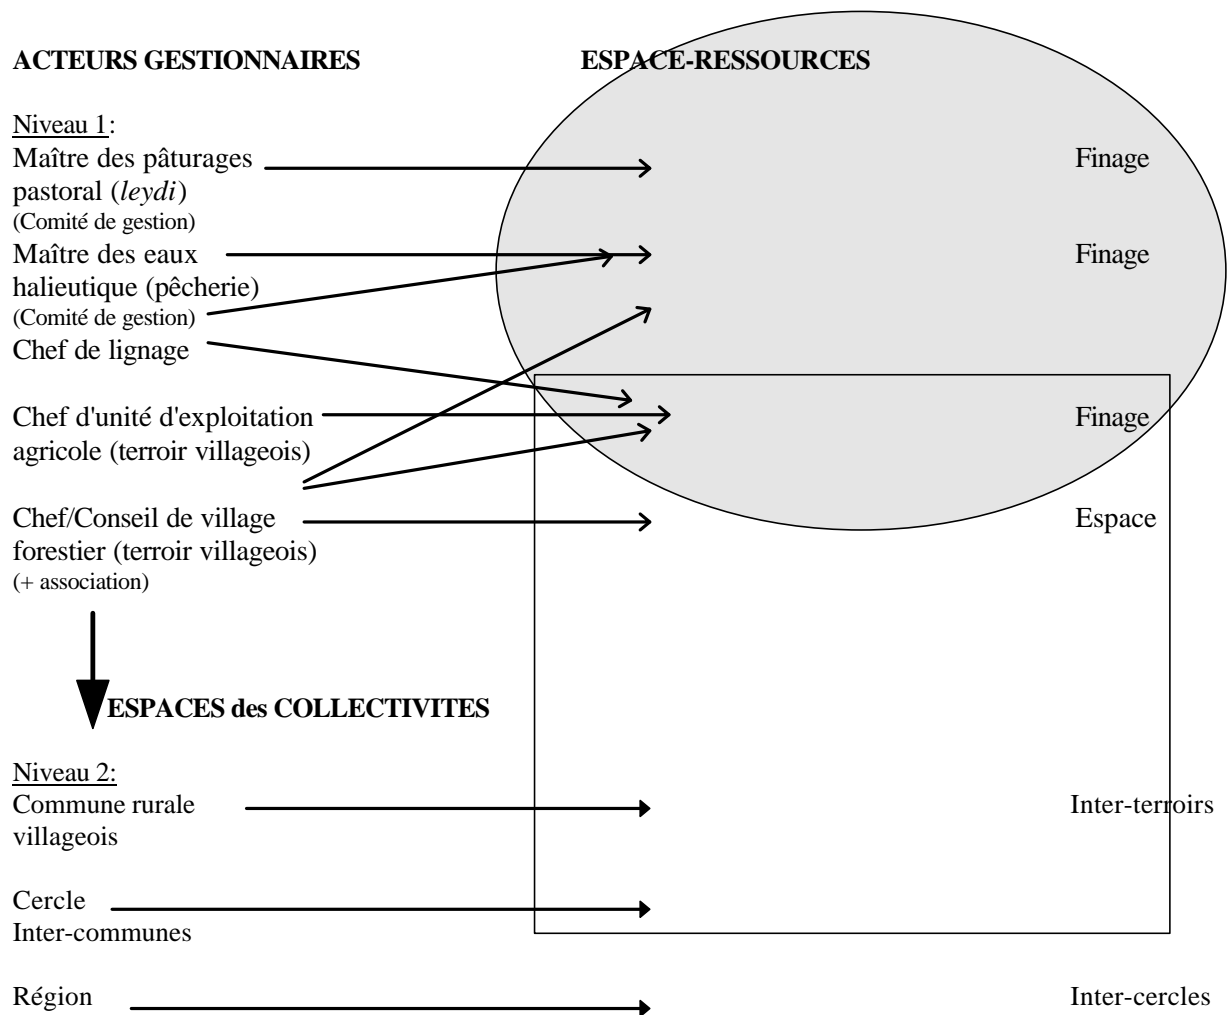 ACTEURS GESTIONNAIRES ESPACE-RESSOURCES
Niveau 1:
Maître des pâturages Finage
pastoral (leydi)
(Comité de gestion)
Maître des eaux Finage
halieutique (pêcherie)
(Comité de gestion)
Chef de lignage
Chef d'unité d'exploitation Finage
agricole (terroir villageois)
Chef/Conseil de village Espace
forestier (terroir villageois)
(+ association)
ESPACES des COLLECTIVITES
Niveau 2:
Commune rurale Inter-terroirs
villageois
Cercle
Inter-communes
Région Inter-cercles